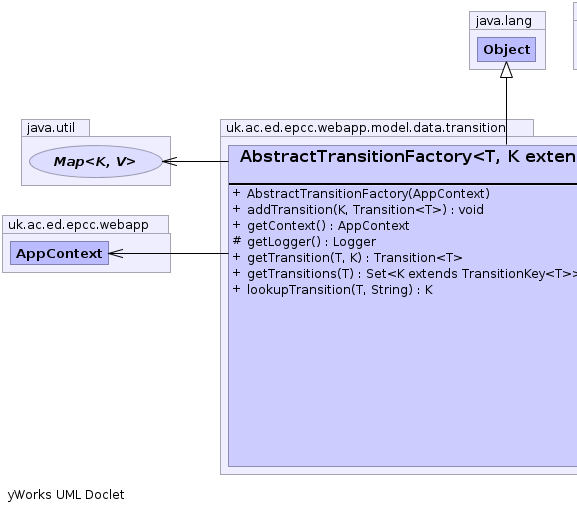 java.lang
Object
java.util
Map<K, V>
uk.ac.ed.epcc.webapp.model.data.transition
AbstractTransitionFactory<T, K exten
+ AbstractTransitionFactory(AppContext)
+ addTransition(K, Transition<T>) : void
+ getContext() : AppContext
# getLogger() : Logger
+ getTransition(T, K) : Transition<T>
+ getTransitions(T) : Set<K extends TransitionKey<T>>
+ lookupTransition(T, String) : K
uk.ac.ed.epcc.webapp
AppContext
yWorks UML Doclet